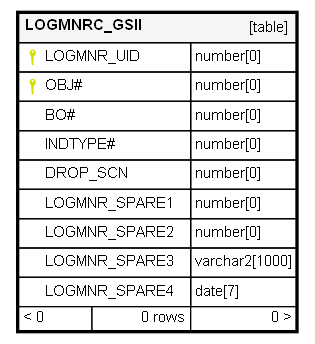 LOGMNRC_GSII [table]
LOGMNR_UID number[0]
OBJ# number[0]
BO# number[0]
INDTYPE# number[0]
DROP_SCN number[0]
LOGMNR_SPARE1 number[0]
LOGMNR_SPARE2 number[0]
LOGMNR_SPARE3 varchar2[1000]
LOGMNR_SPARE4 date[7]
< 0 0 rows 0 >